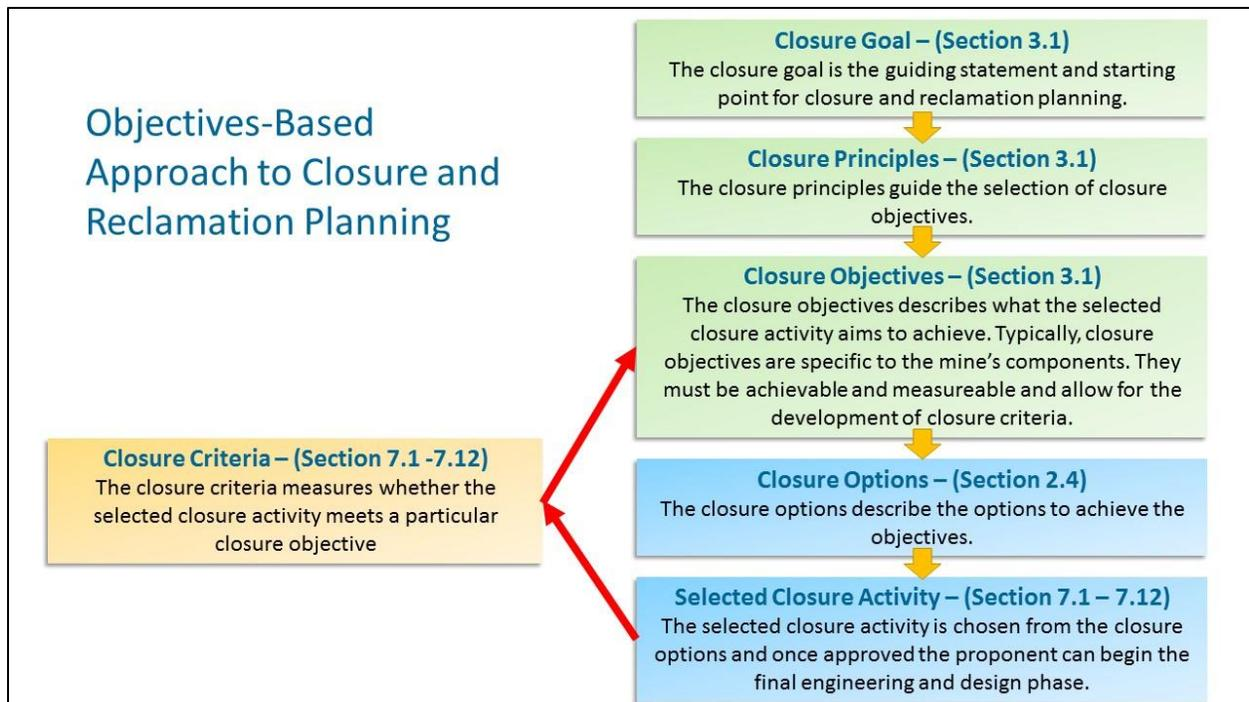 Objectives-Based
Approach to Closure and
Reclamation Planning
Closure Goal – (Section 3.1)
The closure goal is the guiding statement and starting
point for closure and reclamation planning.
Closure Principles – (Section 3.1)
The closure principles guide the selection of closure
objectives.
Closure Objectives – (Section 3.1)
The closure objectives describes what the selected
closure activity aims to achieve. Typically, closure
objectives are specific to the mine's components. They
must be achievable and measureable and allow for the
development of closure criteria.
Closure Options – (Section 2.4)
The closure options describe the options to achieve the
objectives.
Selected Closure Activity – (Section 7.1 – 7.12)
The selected closure activity is chosen from the closure
options and once approved the proponent can begin the
final engineering and design phase.
Closure Criteria – (Section 7.1 -7.12)
The closure criteria measures whether the
selected closure activity meets a particular
closure objective